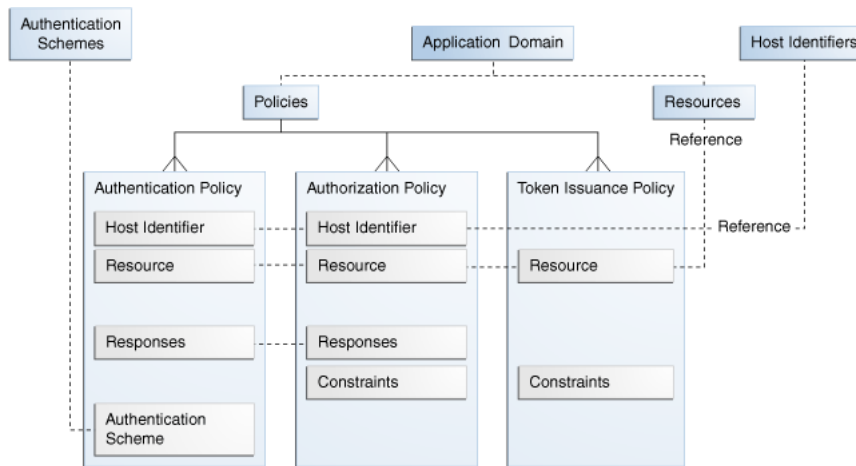 Authentication
Schemes
Application Domain
Host Identifiers
Policies
Resources
Reference
Authentication Policy
Authorization Policy
Token Issuance Policy
Host Identifier
Host Identifier
Reference
Resource
Resource
Resource
Responses
Responses
Constraints
Constraints
Authentication
Scheme